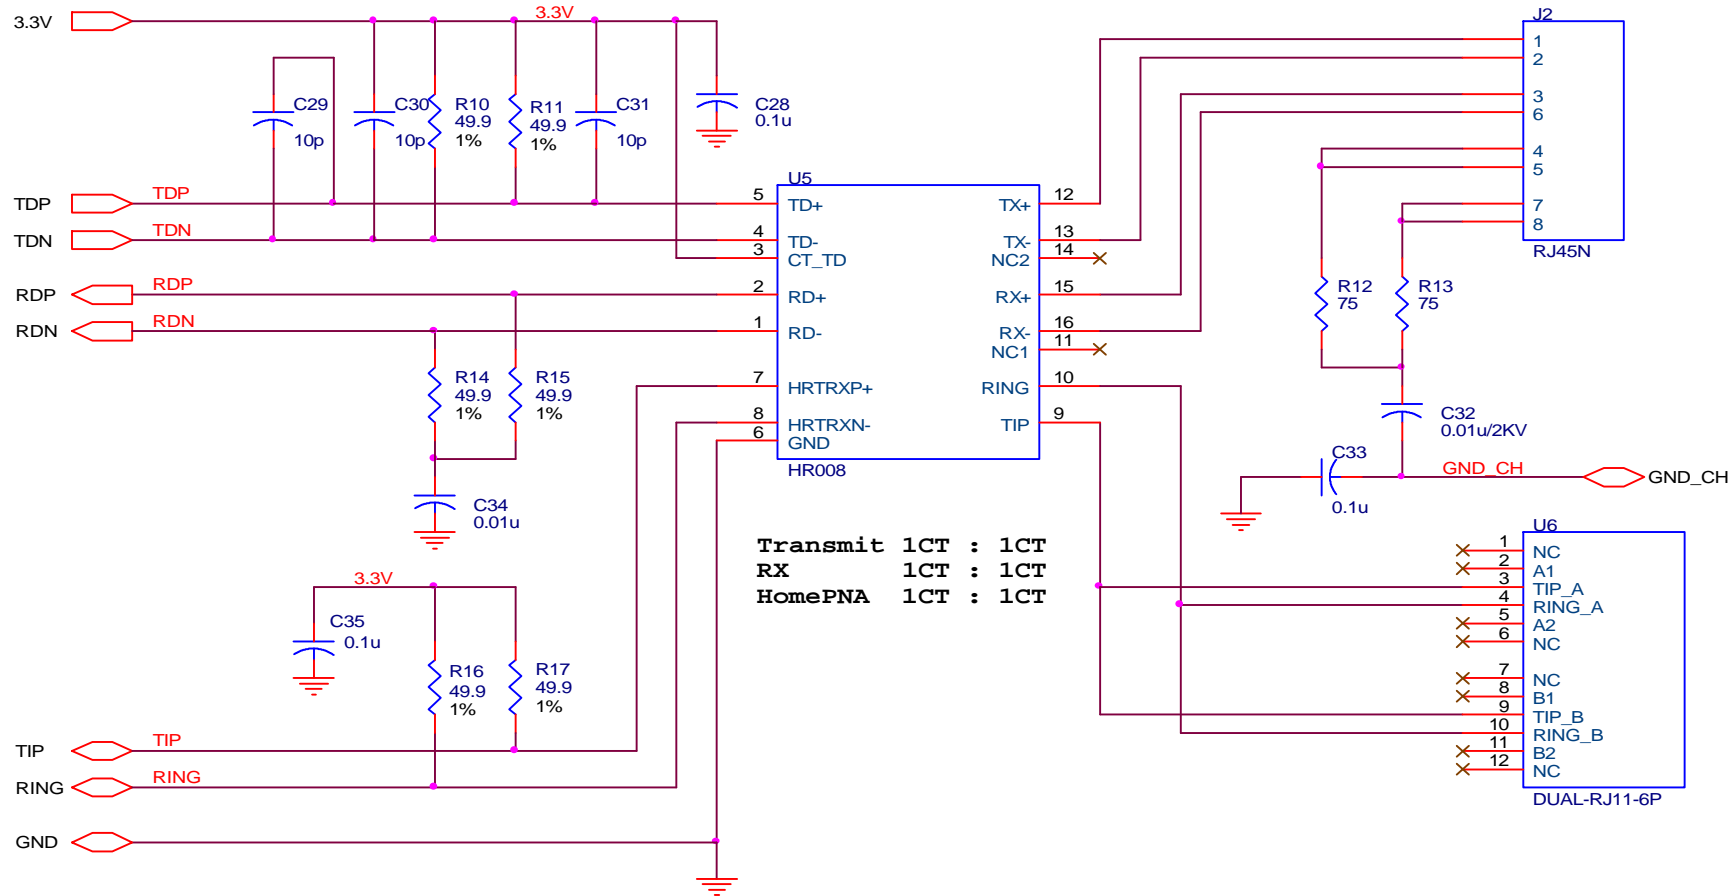 3.3V
3.3V
J2
1
2
3
6
4
5
7
8
RJ45N
C29
10p
C30
10p
R10
49.9
1%
R11
49.9
1%
C31
10p
C28
0.1u
TDP
TDP
TDN
TDN
RDP
RDP
RDN
RDN
U5
5
TD+
4
TD-
3
CT_TD
2
RD+
1
RD-
7
HRTRXP+
8
HRTRXN-
6
GND
HR008
TX+
12
TX-
13
NC2
14
RX+
15
RX-
16
NC1
11
RING
10
TIP
9
R12
75
R13
75
C32
0.01u/2KV
C33
0.1u
GND_CH
GND_CH
R14
49.9
1%
R15
49.9
1%
C34
0.01u
Transmit 1CT : 1CT
RX 1CT : 1CT
HomePNA 1CT : 1CT
3.3V
C35
0.1u
R16
49.9
1%
R17
49.9
1%
TIP
TIP
RING
RING
GND
U6
1
NC
2
A1
3
TIP_A
4
RING_A
5
A2
6
NC
7
NC
8
B1
9
TIP_B
10
RING_B
11
B2
12
NC
DUAL-RJ11-6P